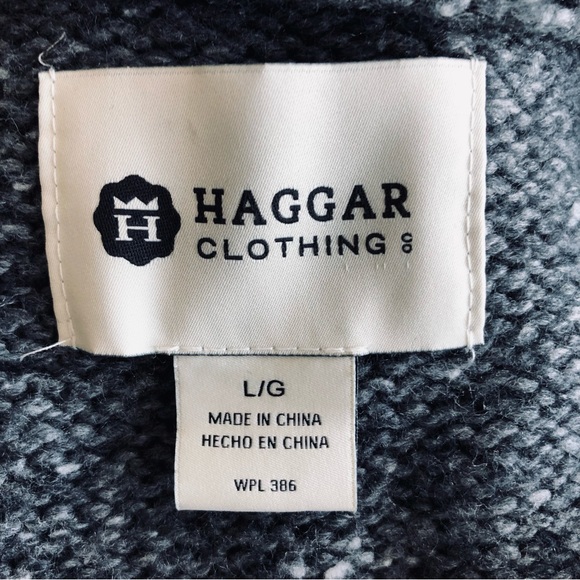 H HAGGAR
CLOTHING CO
L/G
MADE IN CHINA
HECHO EN CHINA
WPL 386